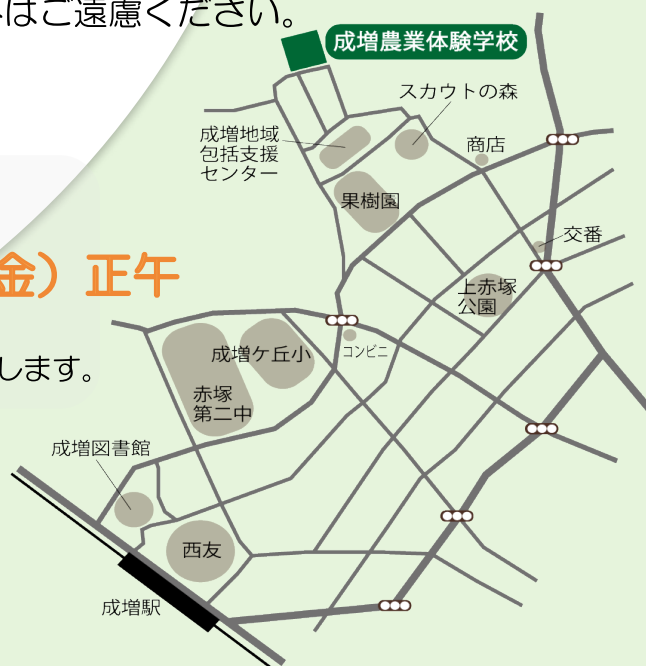 はご遠慮ください。
成増農業体験学校
スカウトの森
成増地域
包括支援
センター
商店
果樹園
交番
金）正午
上赤塚
公園
コンビニ
成増ケ丘小
します。
赤塚
第二中
成増図書館
西友
成増駅